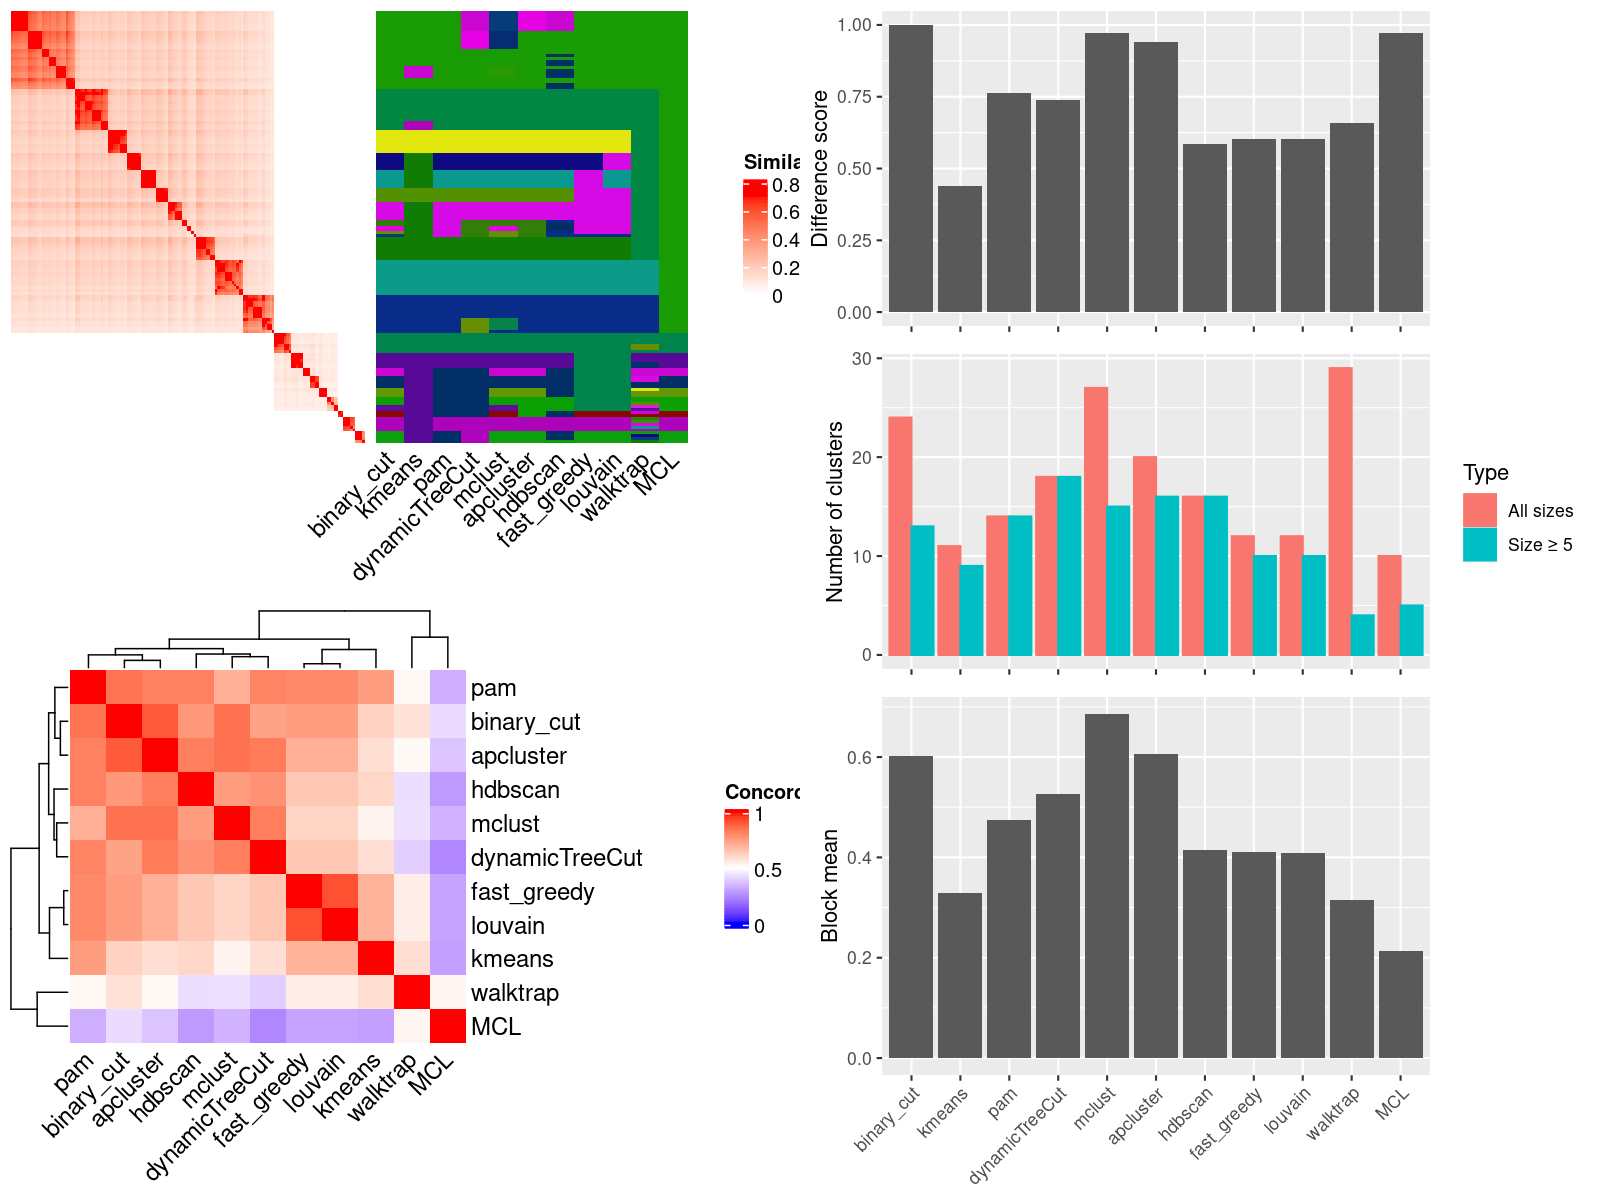 Simila
0.8
0.6
0.4
0.2
0
binary_cut
kmeans
pam
dynamicTreeCut
mclust
apcluster
hdbscan
fast_greedy
louvain
walktrap
MCL
pam
binary_cut
apcluster
hdbscan
mclust
dynamicTreeCut
fast_greedy
louvain
kmeans
walktrap
MCL
Concord
1
0.5
0
pam
binary_cut
apcluster
hdbscan
mclust
dynamicTreeCut
fast_greedy
louvain
kmeans
walktrap
MCL
Difference score
1.00
0.75
0.50
0.25
0.00
Number of clusters
30
20
10
0
Type
All sizes
Size ≥ 5
Block mean
0.6
0.4
0.2
0.0
binary_cut
kmeans
pam
dynamicTreeCut
mclust
apcluster
hdbscan
fast_greedy
louvain
walktrap
MCL